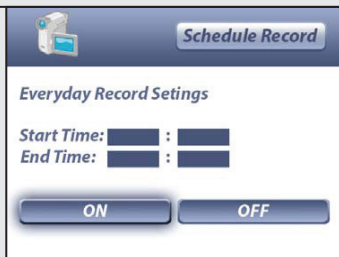 Schedule Record
Everyday Record Setings
Start Time: :
End Time: :
ON OFF